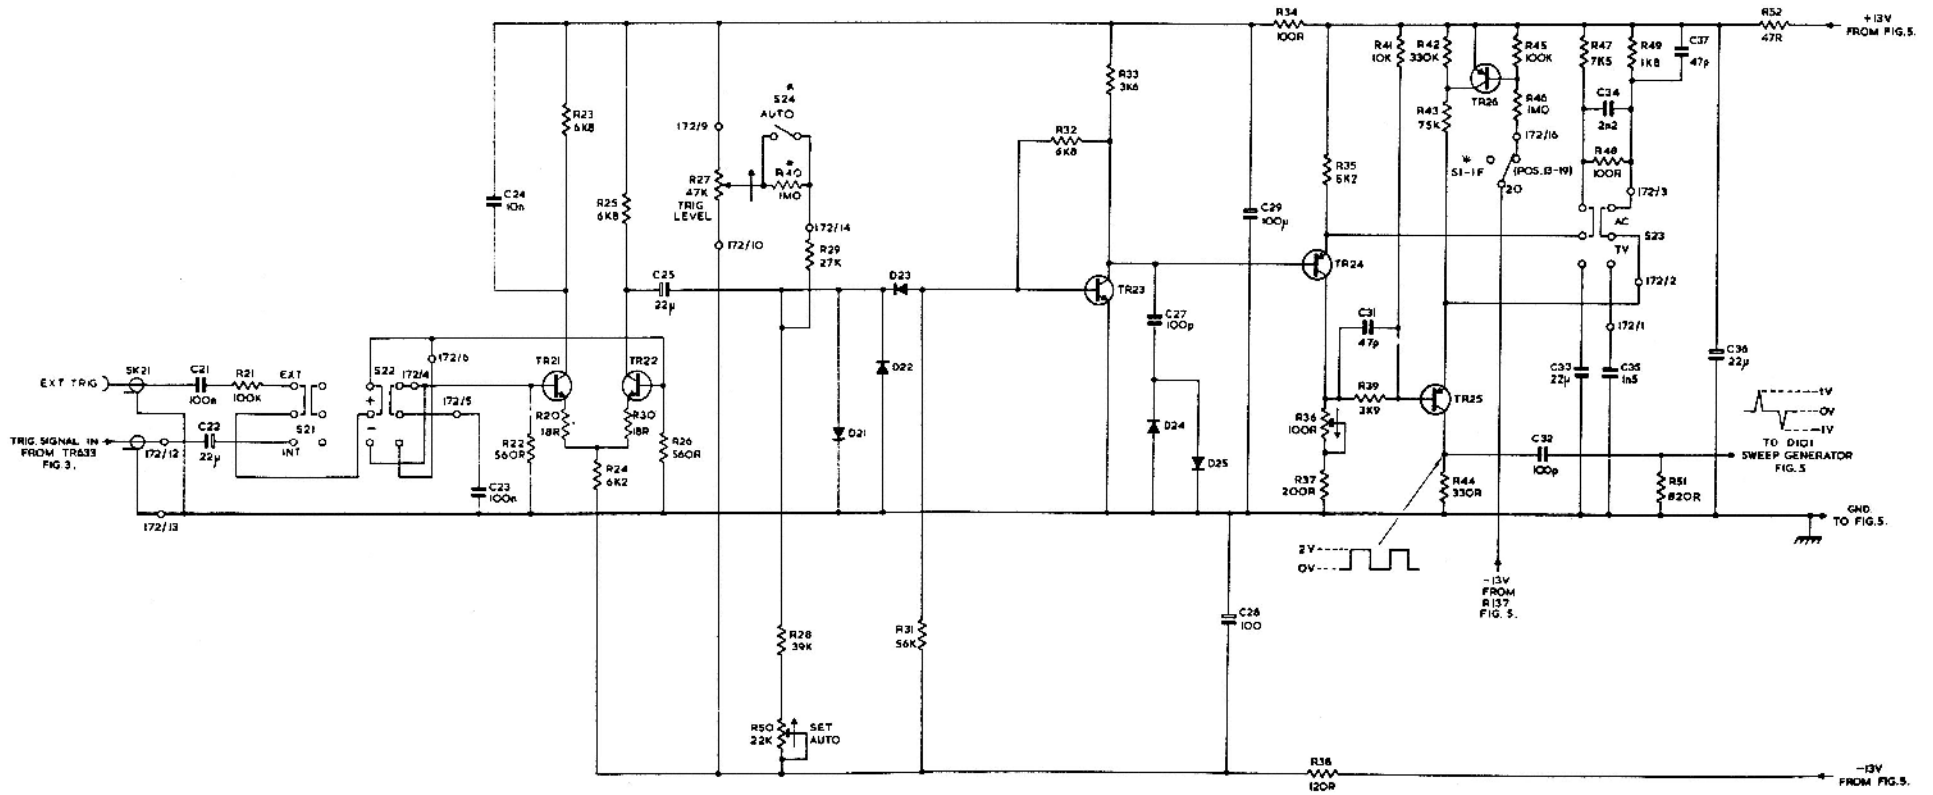 R34
100R
R52
47R
+13V
FROM FIG.5.
R41
10K
R42
330K
R45
100K
R47
7K5
R49
1K8
C37
47p
R33
3K6
*
S24
AUTO
TR26
R46
1M0
C34
2n2
R23
6K8
172/9
R32
6K8
R43
75K
172/16
R27
47K
TRIG
LEVEL
*
R40
1M0
R35
6K2
*
S1-1F
(POS.13-19)
20
R48
100R
172/3
C24
10n
R25
6K8
C29
100µ
AC
S23
TV
172/10
172/14
R29
27K
TR24
C25
22µ
D23
TR23
172/2
C27
100p
C31
47p
172/1
SK21
EXT TRIG
C21
100n
R21
100K
EXT
S22
172/6
172/4
+
172/5
-
TR21
TR22
D22
R39
3K9
TR25
C33
22µ
C35
1n5
C36
22µ
1V
0V
-1V
R20
18R
R30
18R
R36
100R
TRIG. SIGNAL IN
FROM TR633
FIG.3.
172/12
C22
22µ
S21
INT
R22
560R
R26
560R
D21
D24
D25
C32
100p
TO D101
SWEEP GENERATOR
FIG.5
R24
6K2
C23
100n
R37
200R
R44
330R
R51
820R
172/13
GND.
TO FIG.5.
2V
0V
-13V
FROM
R137
FIG.5.
C28
100
R28
39K
R31
56K
R50
22K
SET
AUTO
R38
120R
-13V
FROM FIG.5.